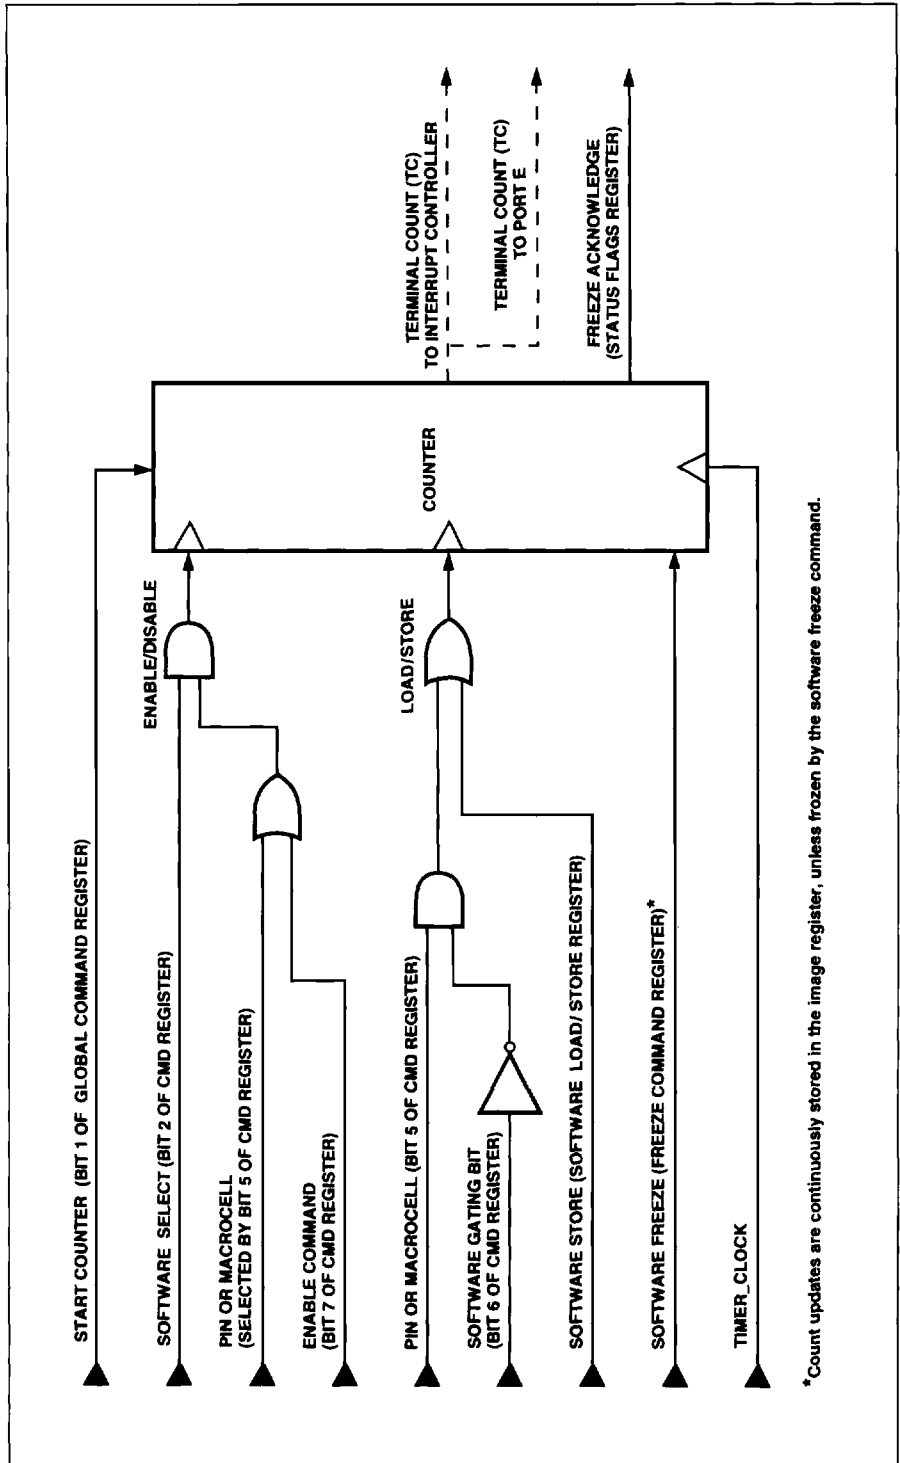 START COUNTER (BIT 1 OF GLOBAL COMMAND REGISTER)
SOFTWARE SELECT (BIT 2 OF CMD REGISTER)
PIN OR MACROCELL
(SELECTED BY BIT 5 OF CMD REGISTER)
ENABLE COMMAND
(BIT 7 OF CMD REGISTER)
PIN OR MACROCELL (BIT 5 OF CMD REGISTER)
SOFTWARE GATING BIT
(BIT 6 OF CMD REGISTER)
SOFTWARE STORE (SOFTWARE LOAD/ STORE REGISTER)
SOFTWARE FREEZE (FREEZE COMMAND REGISTER)*
TIMER_CLOCK
ENABLE/DISABLE
LOAD/STORE
COUNTER
TERMINAL COUNT (TC)
TO INTERRUPT CONTROLLER
TERMINAL COUNT (TC)
TO PORT E
FREEZE ACKNOWLEDGE
(STATUS FLAGS REGISTER)
*Count updates are continuously stored in the image register, unless frozen by the software freeze command.